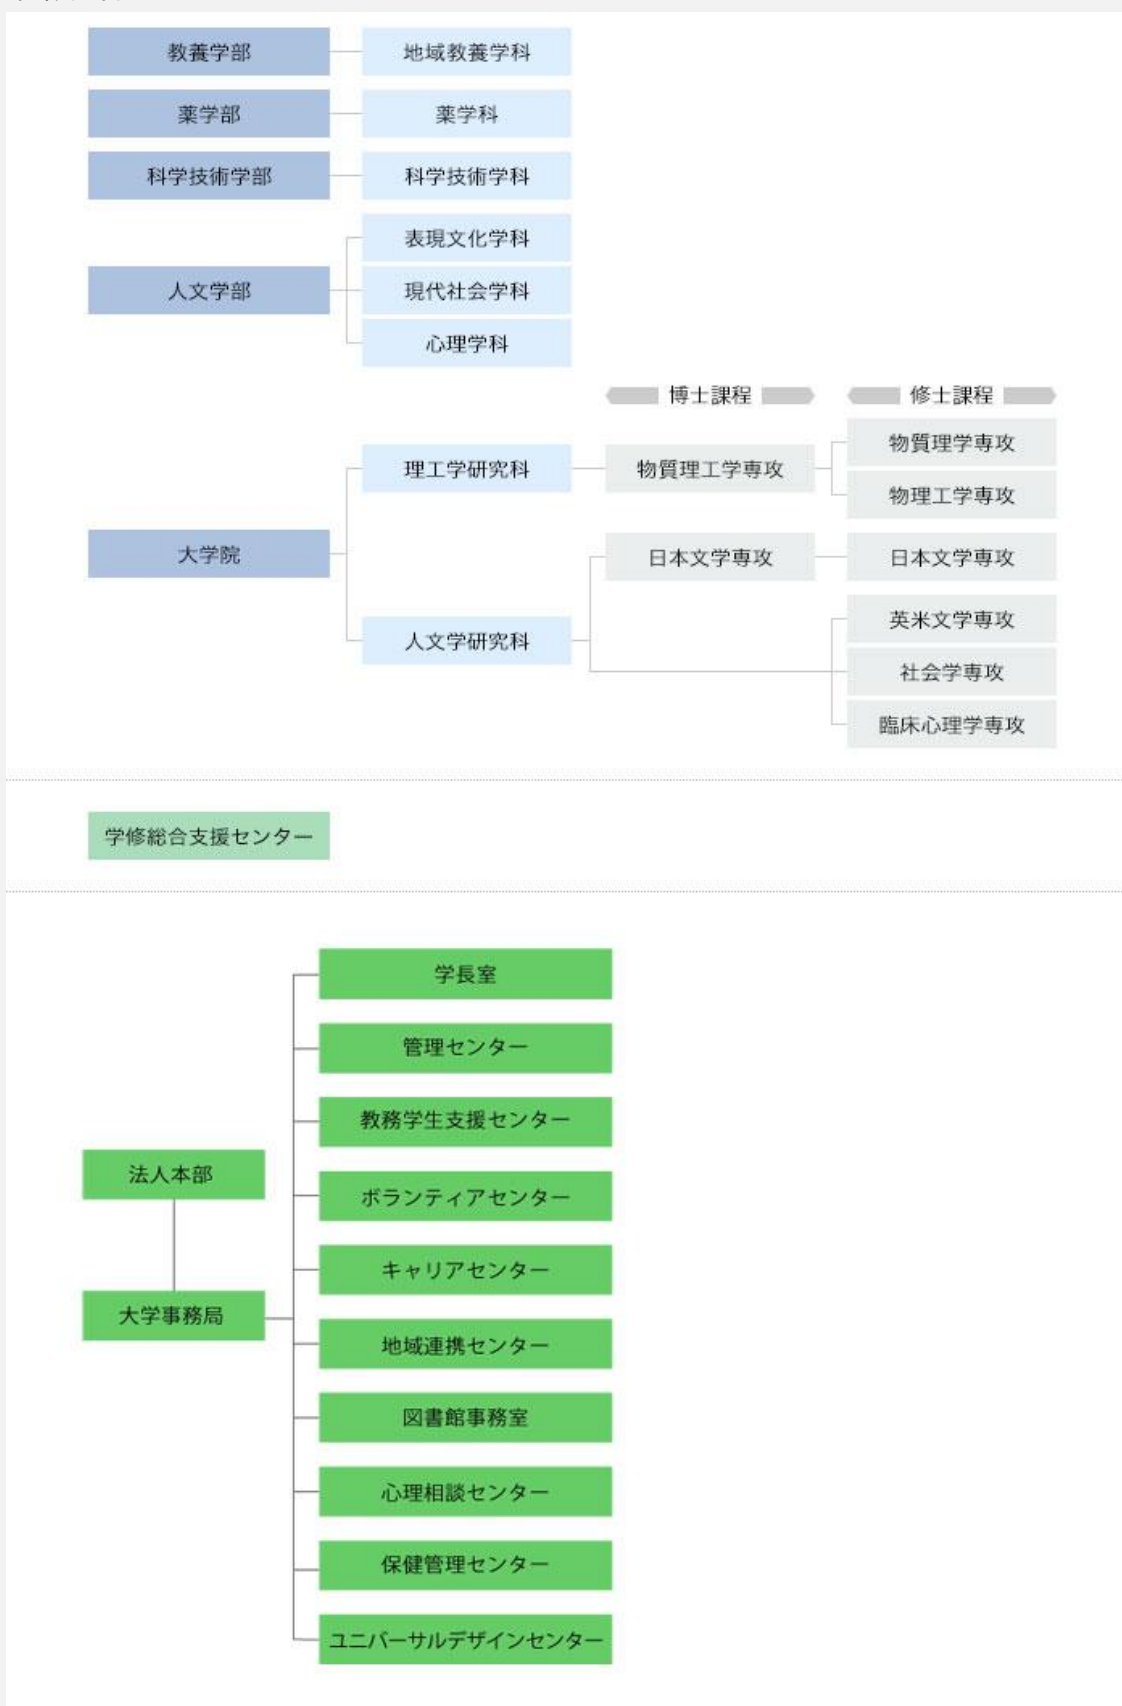 教養学部
地域教養学科
薬学部
薬学科
科学技術学部
科学技術学科
人文学部
表現文化学科
現代社会学科
心理学科
博士課程
修士課程
大学院
理工学研究科
物質理工学専攻
物質理学専攻
物理工学専攻
人文学研究科
日本文学専攻
日本文学専攻
英米文学専攻
社会学専攻
臨床心理学専攻
学修総合支援センター
法人本部
大学事務局
学長室
管理センター
教務学生支援センター
ボランティアセンター
キャリアセンター
地域連携センター
図書館事務室
心理相談センター
保健管理センター
ユニバーサルデザインセンター